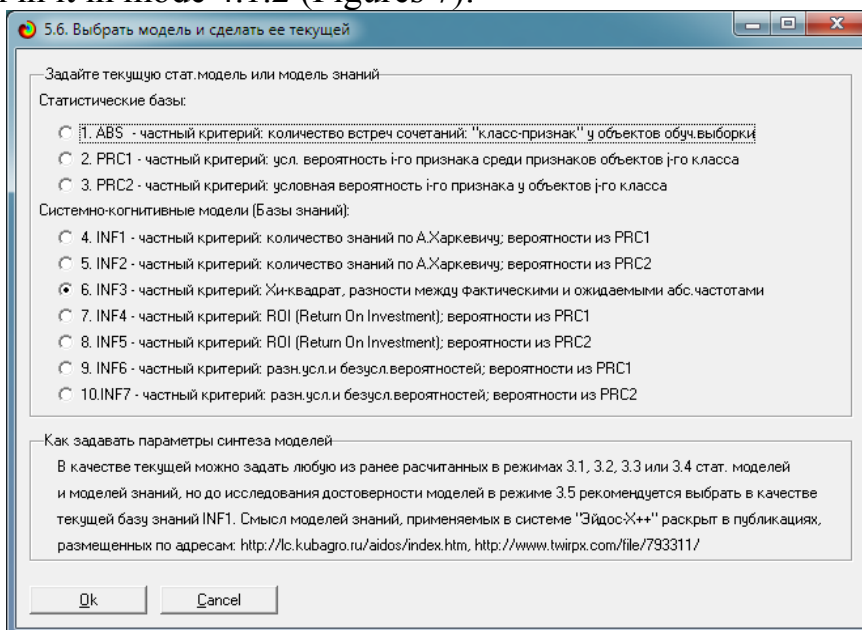 in it in mode 4.1.2 (Figures 7).
5.6. Выбрать модель и сделать ее текущей
Задайте текущую стат.модель или модель знаний
Статистические базы:
1. ABS - частный критерий: количество встреч сочетаний: "класс-признак" у объектов обуч.выборки
2. PRC1 - частный критерий: усл. вероятность i-го признака среди признаков объектов j-го класса
3. PRC2 - частный критерий: условная вероятность i-го признака у объектов j-го класса
Системно-когнитивные модели (Базы знаний):
4. INF1 - частный критерий: количество знаний по А.Харкевичу; вероятности из PRC1
5. INF2 - частный критерий: количество знаний по А.Харкевичу; вероятности из PRC2
6. INF3 - частный критерий: Хи-квадрат, разности между фактическими и ожидаемыми абс.частотами
7. INF4 - частный критерий: ROI (Return On Investment); вероятности из PRC1
8. INF5 - частный критерий: ROI (Return On Investment); вероятности из PRC2
9. INF6 - частный критерий: разн.усл.и безусл.вероятностей; вероятности из PRC1
10.INF7 - частный критерий: разн.усл.и безусл.вероятностей; вероятности из PRC2
Как задавать параметры синтеза моделей
В качестве текущей можно задать любую из ранее расчитанных в режимах 3.1, 3.2, 3.3 или 3.4 стат. моделей
и моделей знаний, но до исследования достоверности моделей в режиме 3.5 рекомендуется выбрать в качестве
текущей базу знаний INF1. Смысл моделей знаний, применяемых в системе "Эйдос-Х++" раскрыт в публикациях,
размещенных по адресам: http://lc.kubagro.ru/aidos/index.htm, http://www.twirpx.com/file/793311/
Ok Cancel